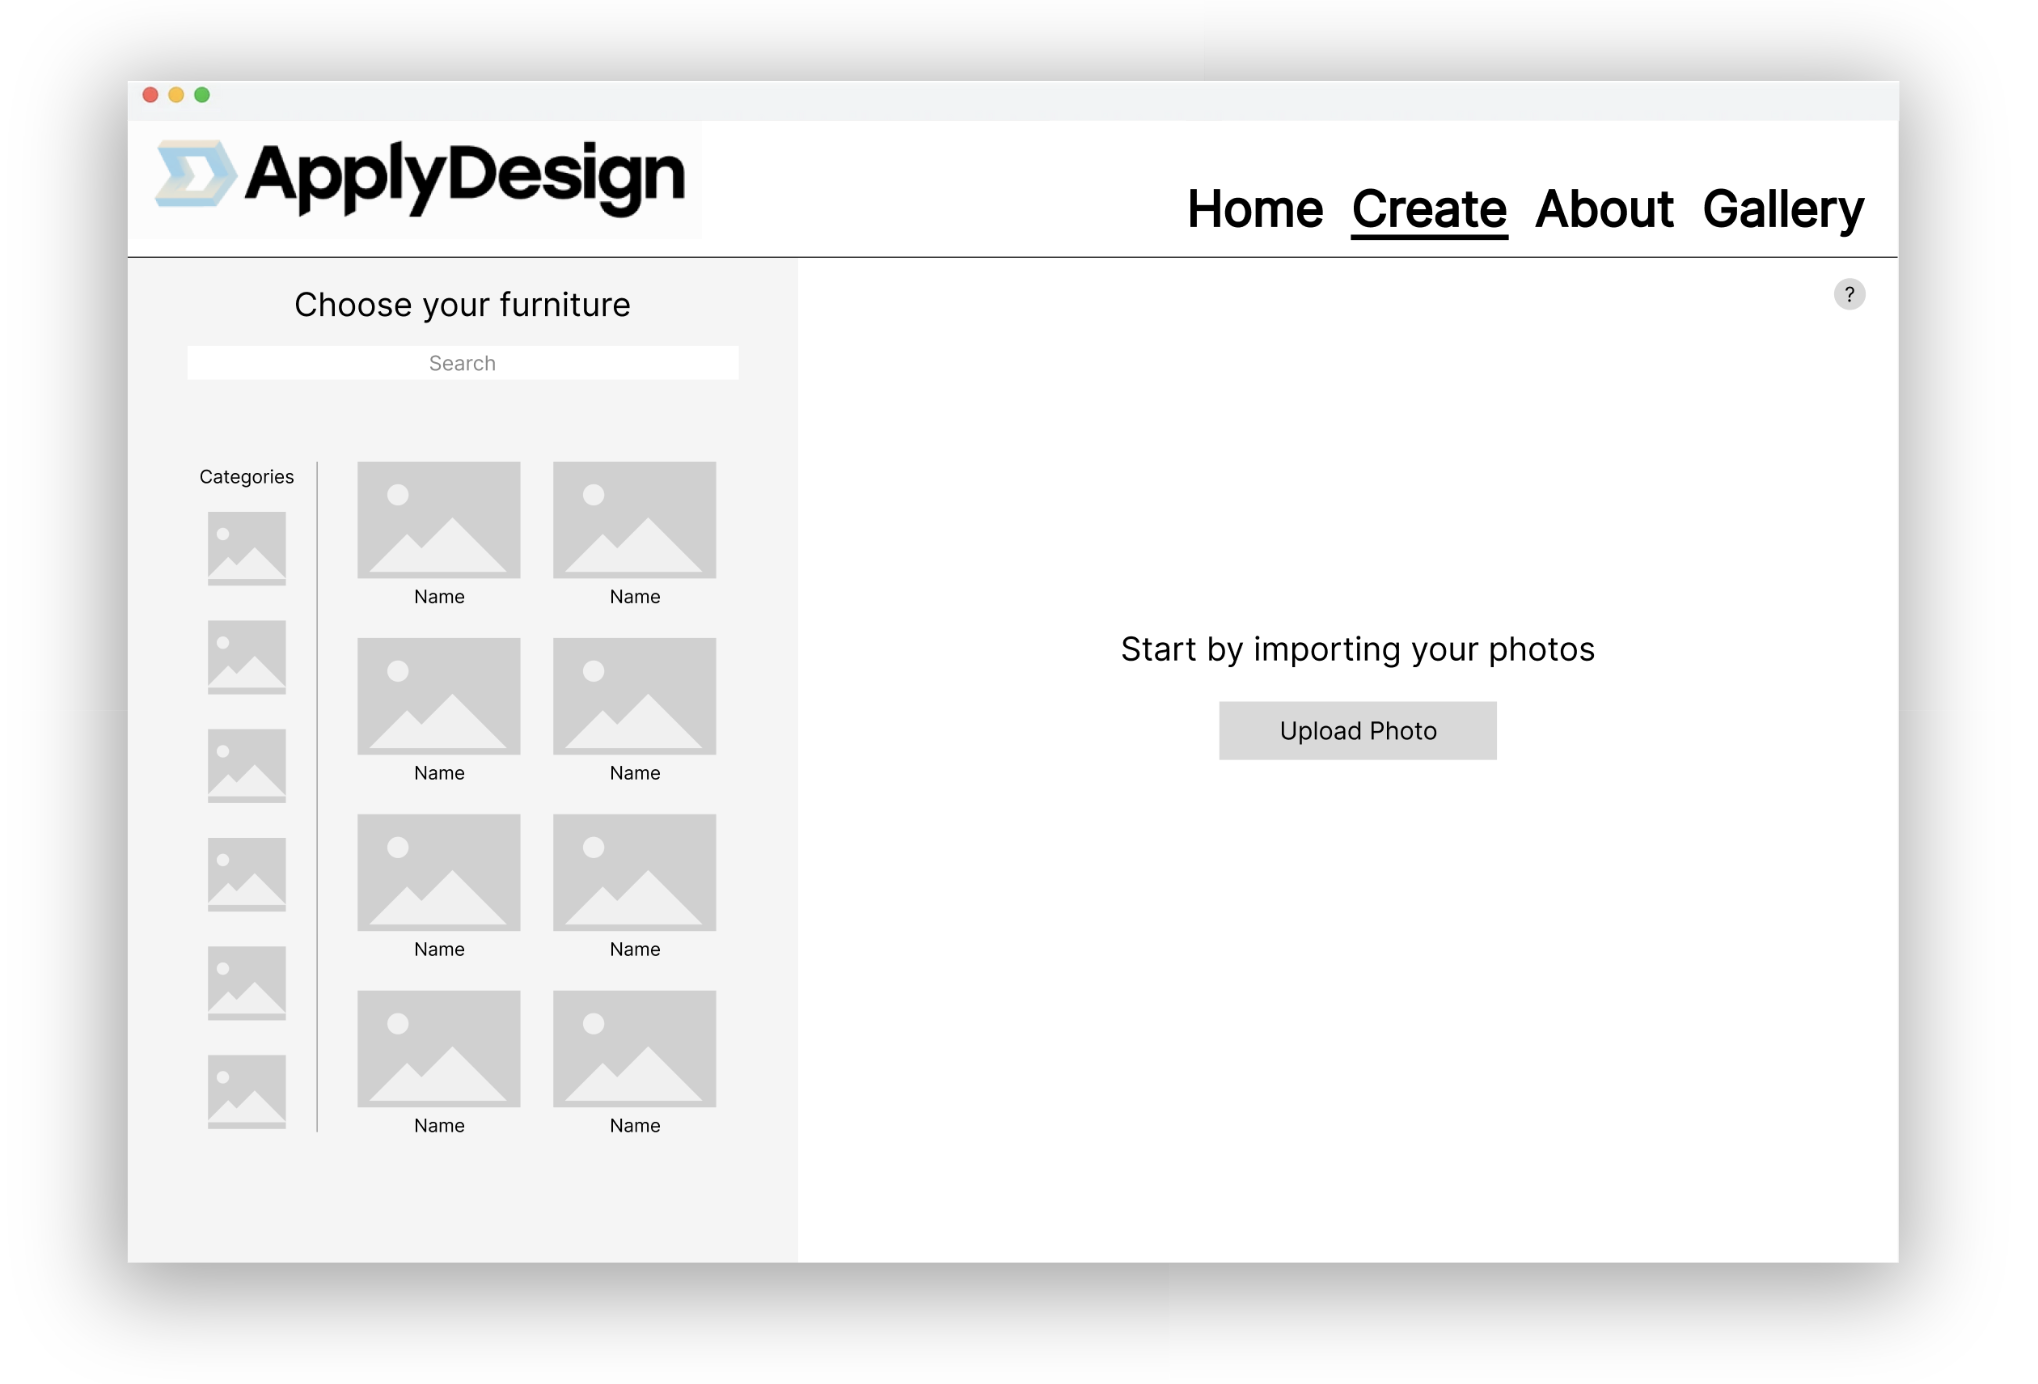 ApplyDesign
Home Create About Gallery
Choose your furniture
?
Search
Categories
Name Name
Name Name
Name Name
Name Name
Start by importing your photos
Upload Photo